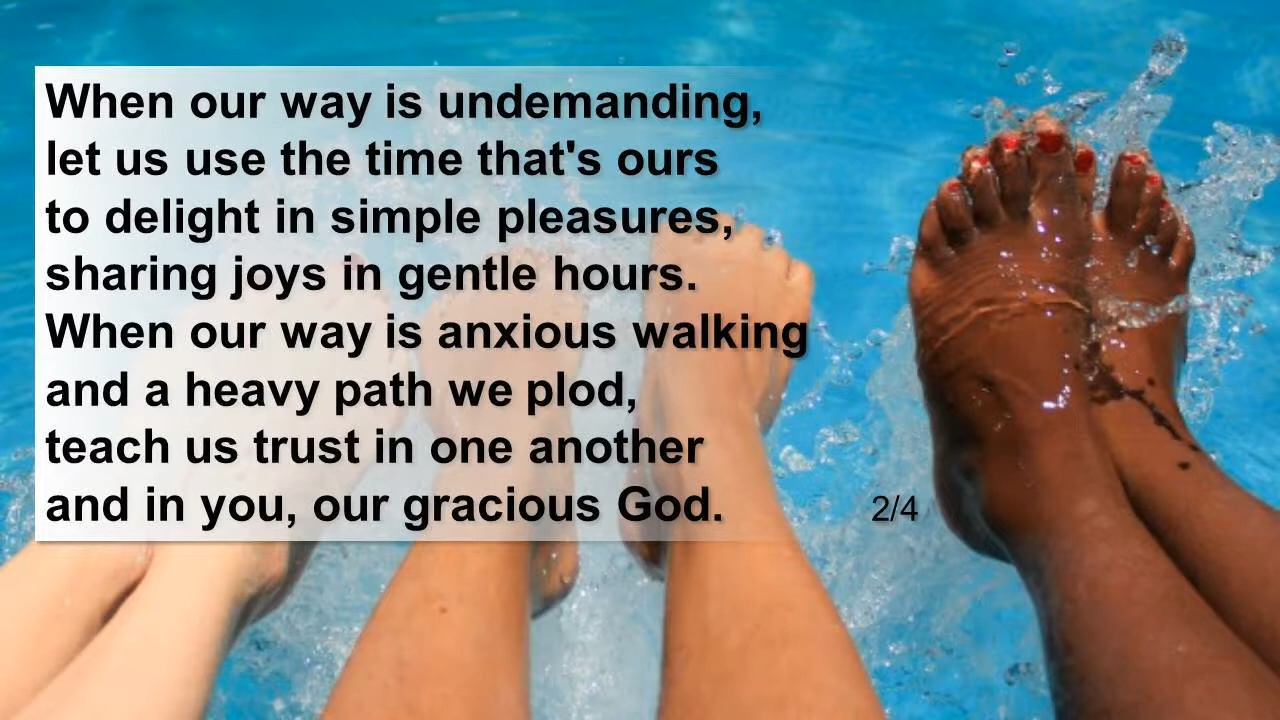 When our way is undemanding,
let us use the time that's ours
to delight in simple pleasures,
sharing joys in gentle hours.
When our way is anxious walking
and a heavy path we plod,
teach us trust in one another
and in you, our gracious God.
2/4